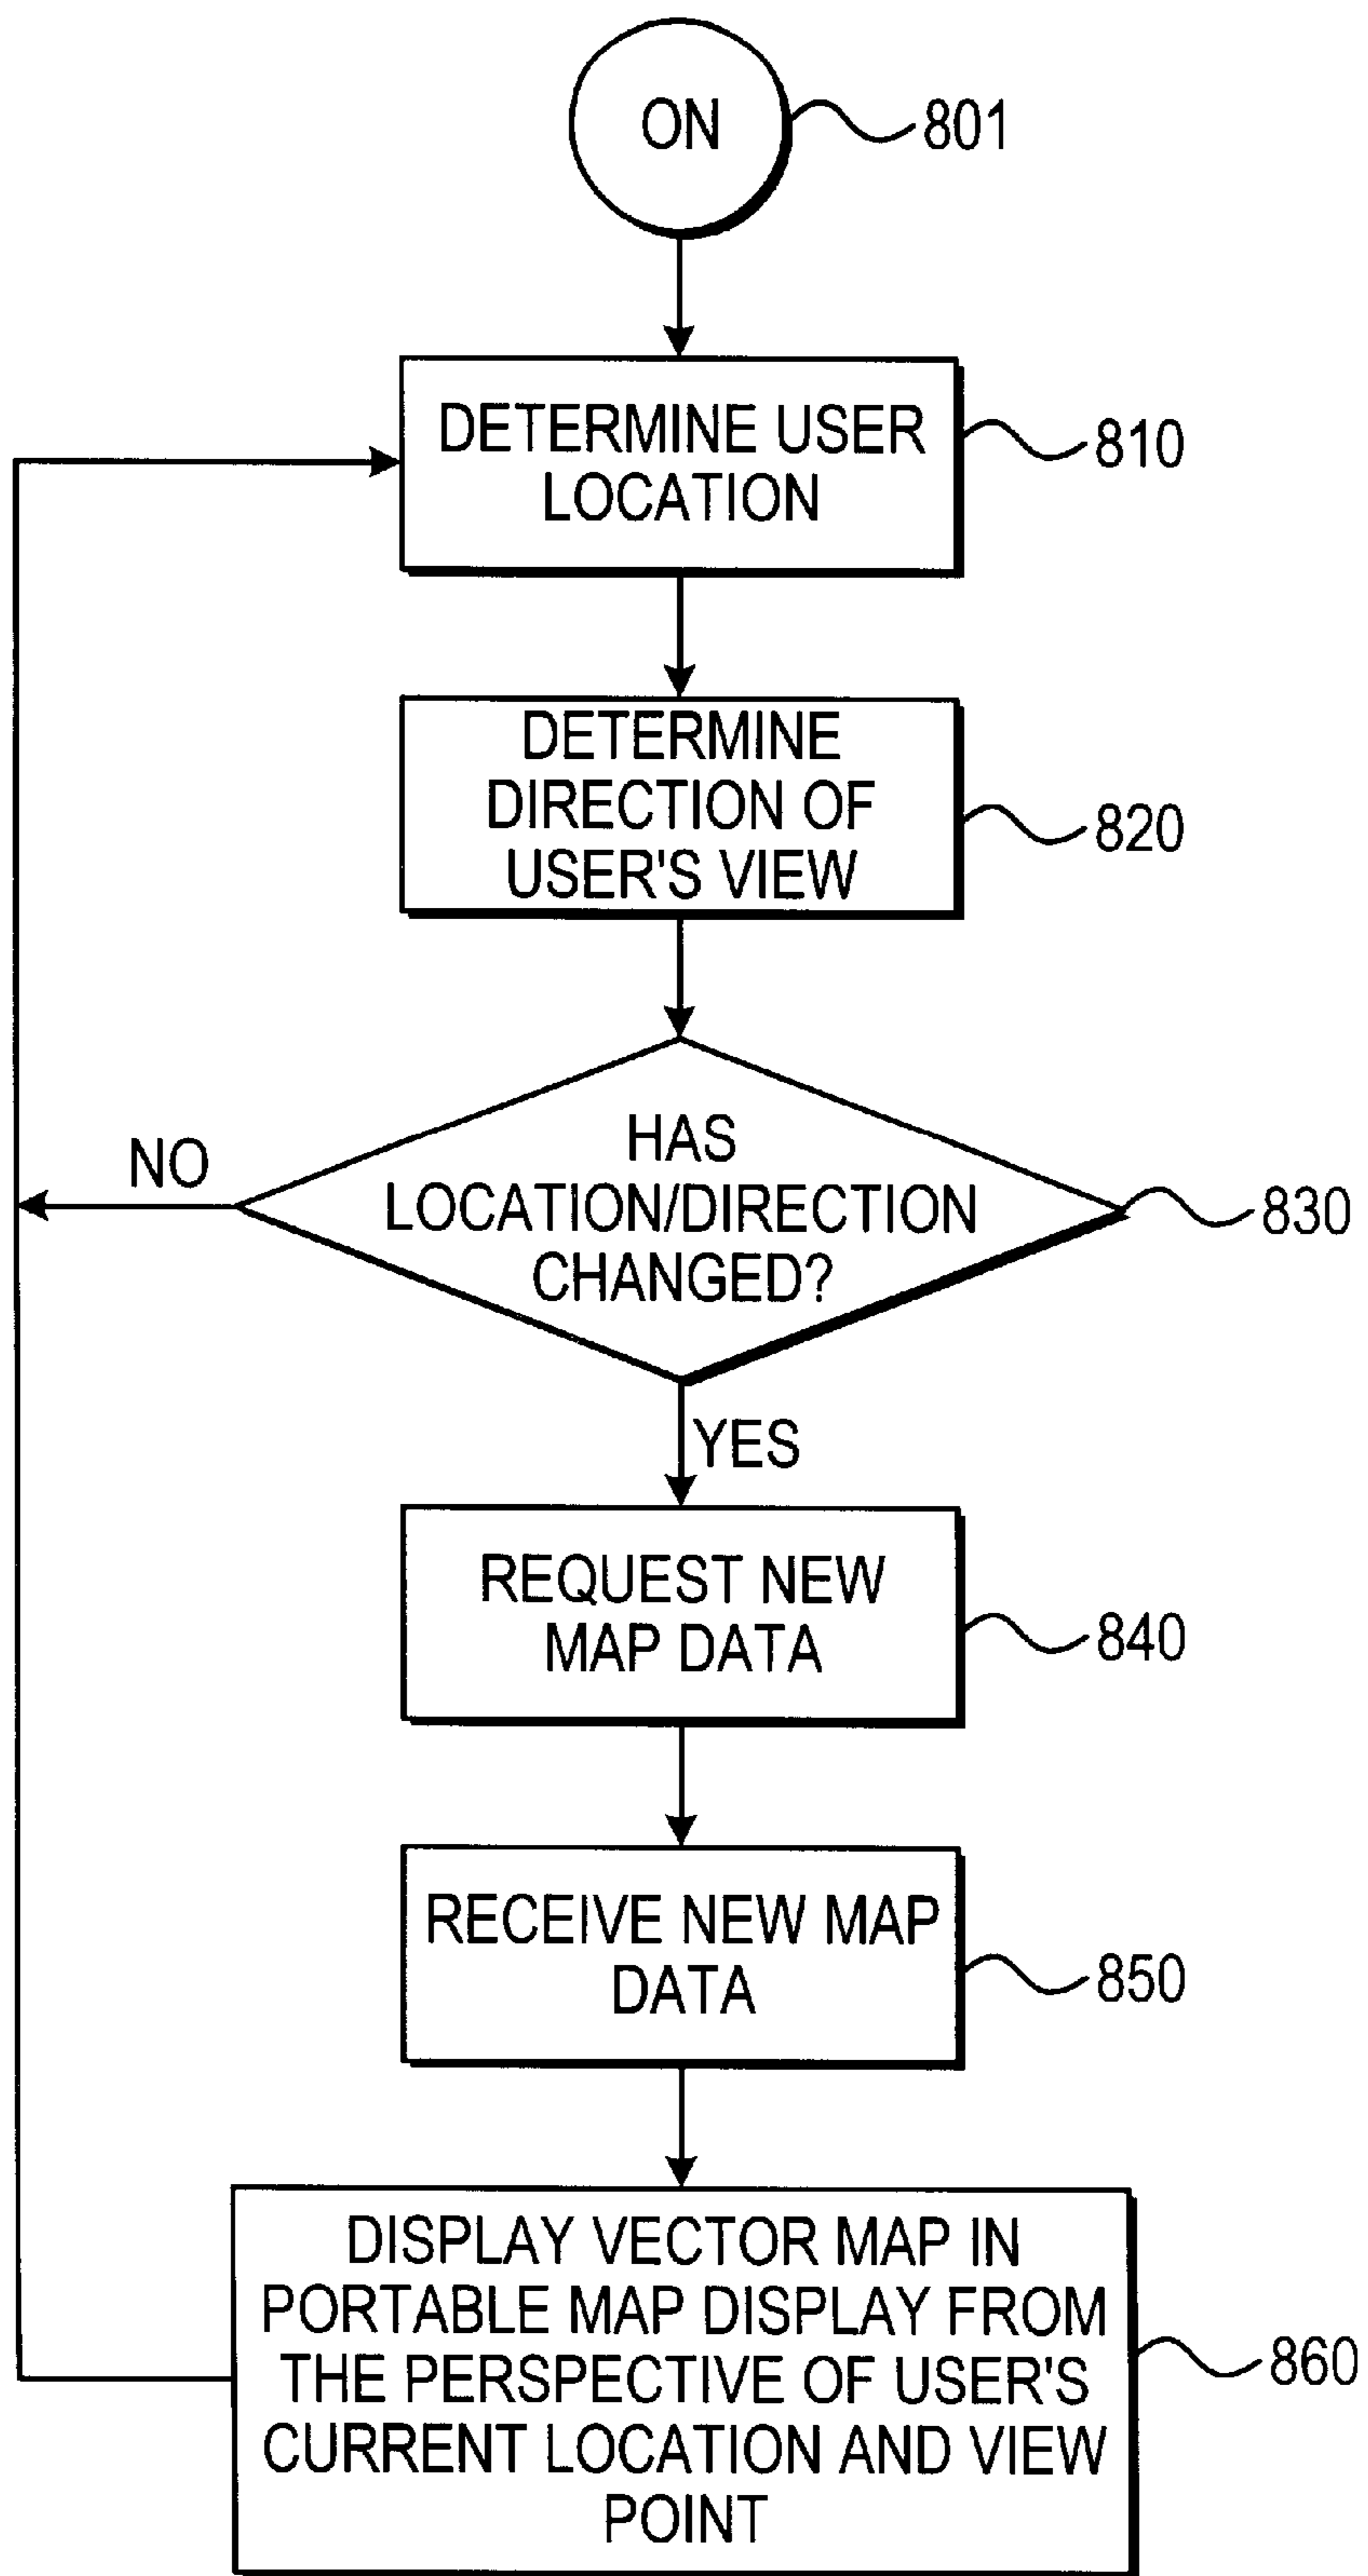 ON
801
DETERMINE USER
LOCATION
810
DETERMINE
DIRECTION OF
USER'S VIEW
820
HAS
LOCATION/DIRECTION
CHANGED?
830
NO
YES
REQUEST NEW
MAP DATA
840
RECEIVE NEW MAP
DATA
850
DISPLAY VECTOR MAP IN
PORTABLE MAP DISPLAY FROM
THE PERSPECTIVE OF USER'S
CURRENT LOCATION AND VIEW
POINT
860